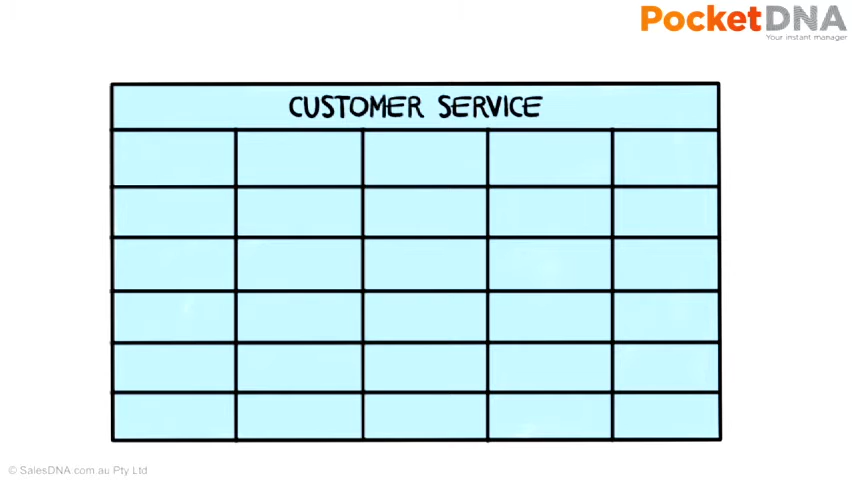 PocketDNA
Your instant manager
CUSTOMER SERVICE
© SalesDNA.com.au Pty Ltd